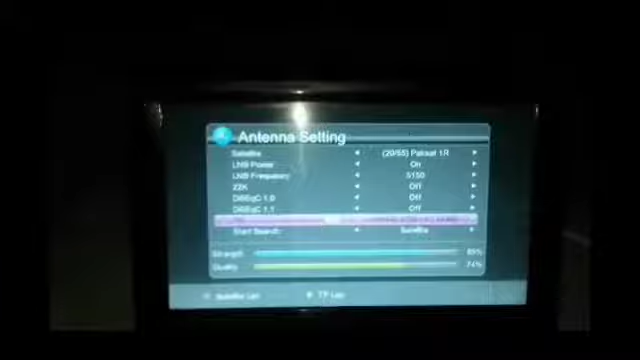 Antenna Setting
Satellite (20/55) Paksat 1R
LNB Power On
LNB Frequency 5150
22K Off
DiSEqC 1.0 Off
DiSEqC 1.1 Off
Start Search Satellite
Strength 85%
Quality 74%
Satellite List TP List